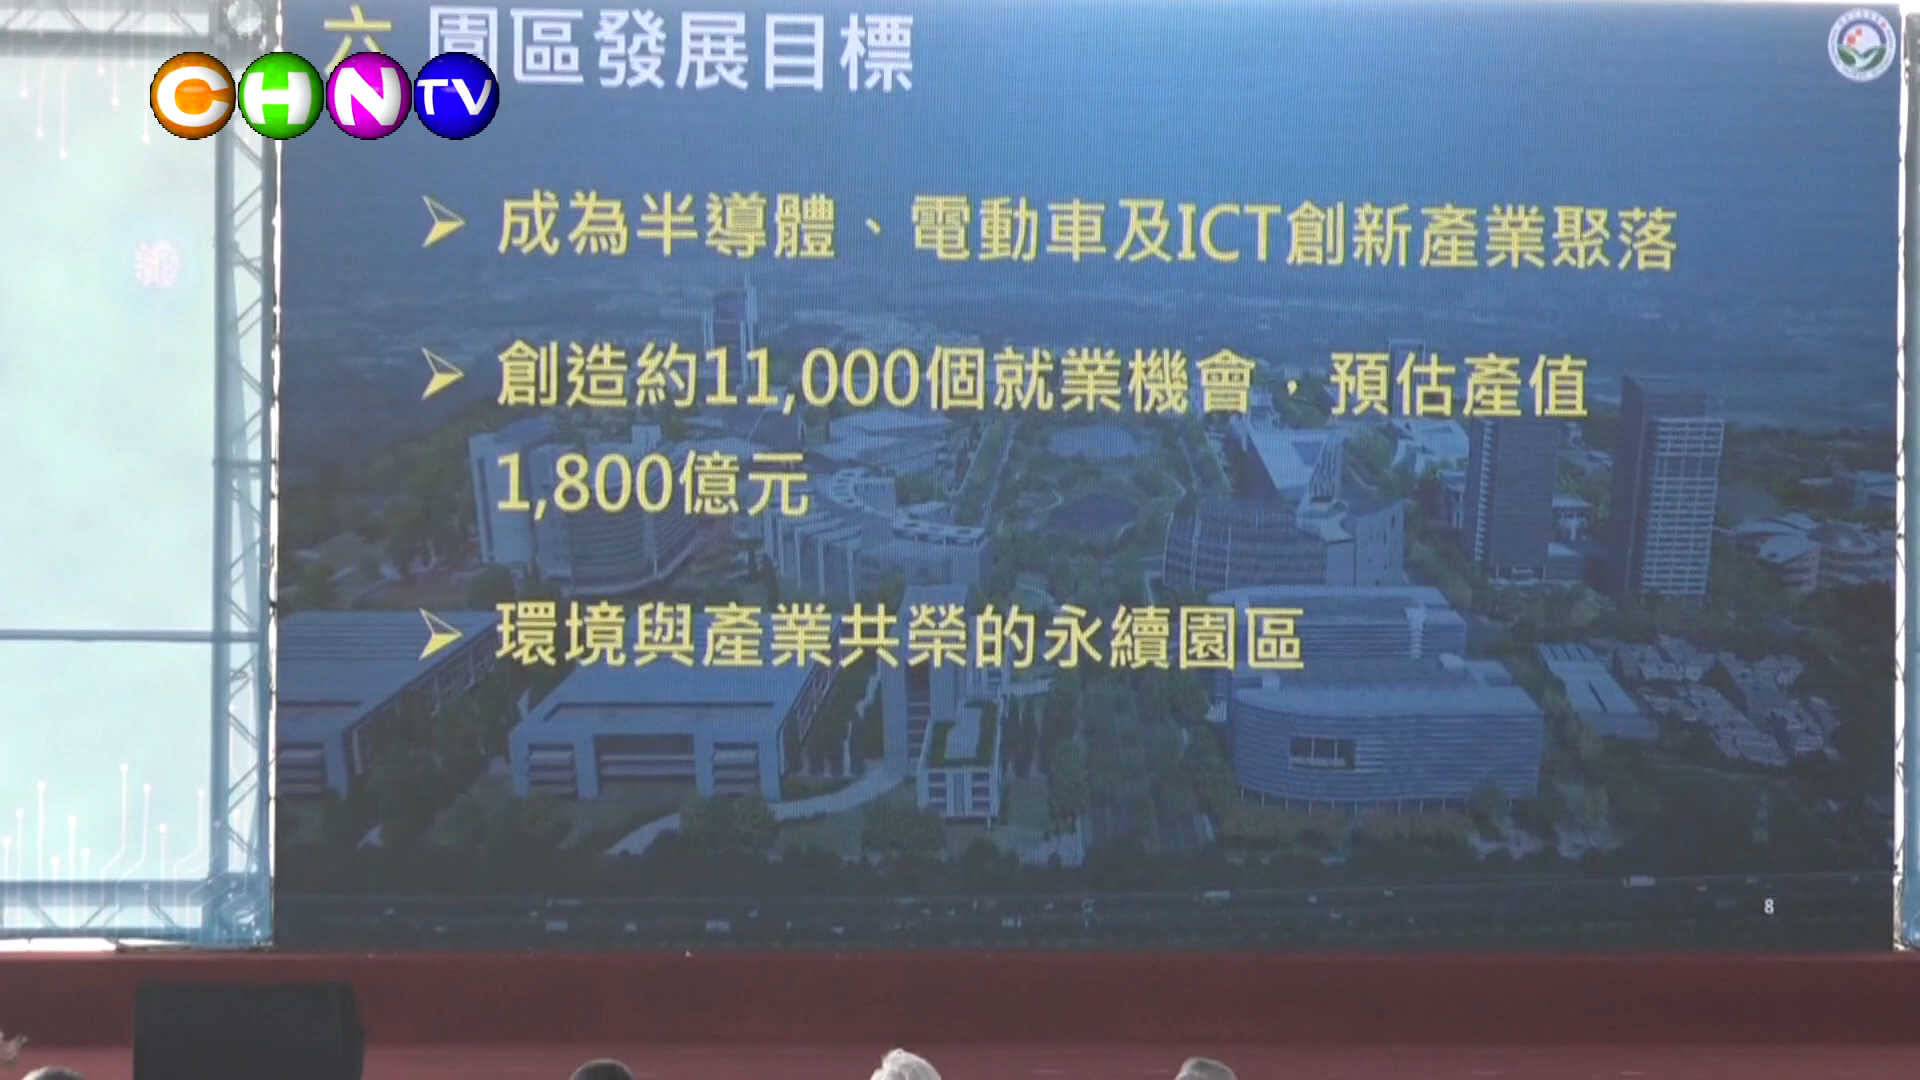 六 園區發展目標
CHNTV
➢ 成為半導體、電動車及ICT創新產業聚落
➢ 創造約11,000個就業機會，預估產值
1,800億元
➢ 環境與產業共榮的永續園區
8